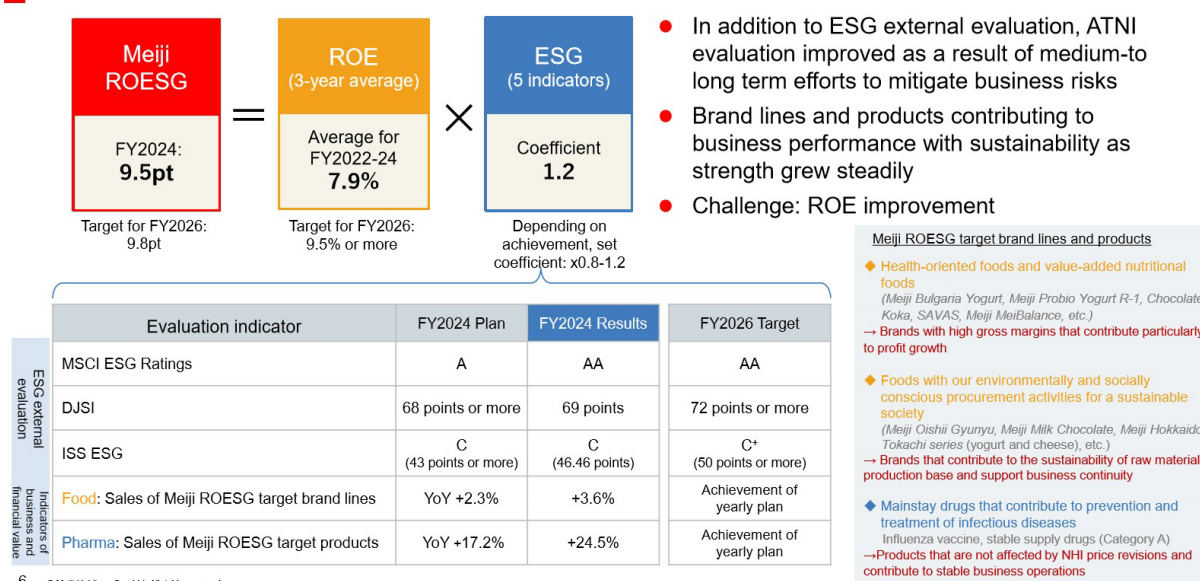 Meiji
ROESG
FY2024:
9.5pt
Target for FY2026:
9.8pt
=
ROE
(3-year average)
Average for
FY2022-24
7.9%
Target for FY2026:
9.5% or more
×
ESG
(5 indicators)
Coefficient
1.2
Depending on
achievement, set
coefficient: x0.8-1.2
● In addition to ESG external evaluation, ATNI
evaluation improved as a result of medium-to
long term efforts to mitigate business risks
● Brand lines and products contributing to
business performance with sustainability as
strength grew steadily
● Challenge: ROE improvement
Evaluation indicator FY2024 Plan FY2024 Results FY2026 Target
ESG external
evaluation
MSCI ESG Ratings A AA AA
DJSI 68 points or more 69 points 72 points or more
ISS ESG C C C+
(43 points or more) (46.46 points) (50 points or more)
Indicators of
business and
financial value
Food: Sales of Meiji ROESG target brand lines YoY +2.3% +3.6% Achievement of
yearly plan
Pharma: Sales of Meiji ROESG target products YoY +17.2% +24.5% Achievement of
yearly plan
Meiji ROESG target brand lines and products
◆ Health-oriented foods and value-added nutritional
foods
(Meiji Bulgaria Yogurt, Meiji Probio Yogurt R-1, Chocolate
Koka, SAVAS, Meiji MeiBalance, etc.)
→ Brands with high gross margins that contribute particularly
to profit growth
◆ Foods with our environmentally and socially
conscious procurement activities for a sustainable
society
(Meiji Oishii Gyunyu, Meiji Milk Chocolate, Meiji Hokkaido
Tokachi series (yogurt and cheese), etc.)
→ Brands that contribute to the sustainability of raw material
production base and support business continuity
◆ Mainstay drugs that contribute to prevention and
treatment of infectious diseases
Influenza vaccine, stable supply drugs (Category A)
→Products that are not affected by NHI price revisions and
contribute to stable business operations
6